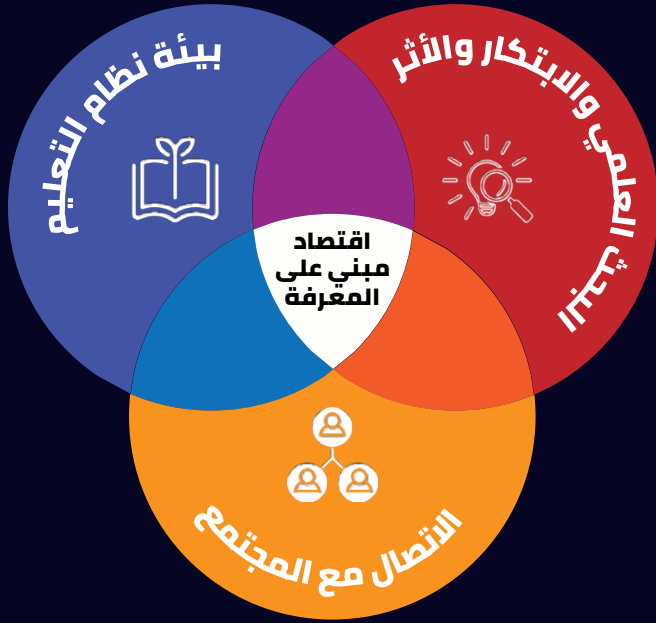 البحث العلمي والابتكار والأثر
بيئة نظام التعليم
اقتصاد
مبني على
المعرفة
الاتصال مع المجتمع